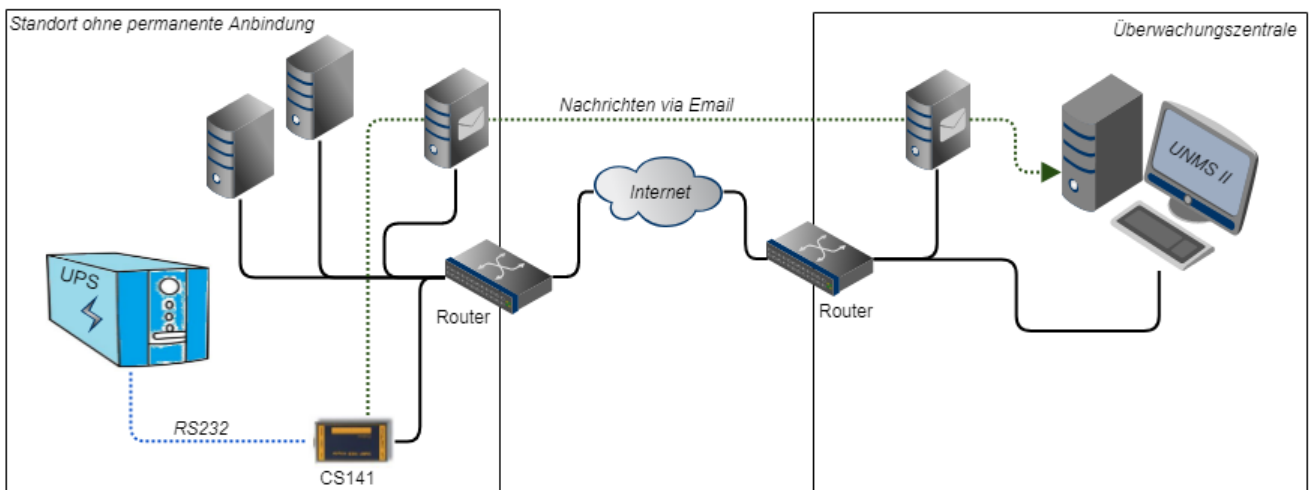 Standort ohne permanente Anbindung
Überwachungszentrale
Nachrichten via Email
UNMS II
Internet
UPS
Router
Router
RS232
CS141